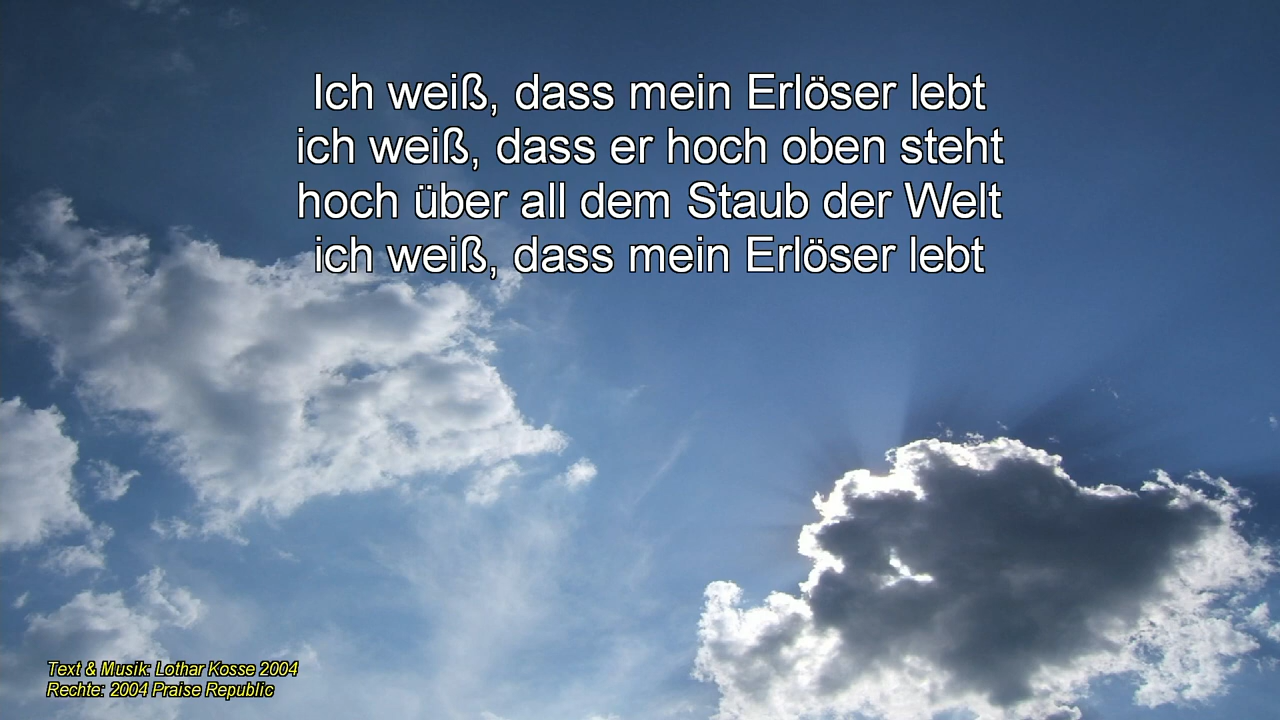 Ich weiß, dass mein Erlöser lebt
ich weiß, dass er hoch oben steht
hoch über all dem Staub der Welt
ich weiß, dass mein Erlöser lebt
Text & Musik: Lothar Kosse 2004
Rechte: 2004 Praise Republic